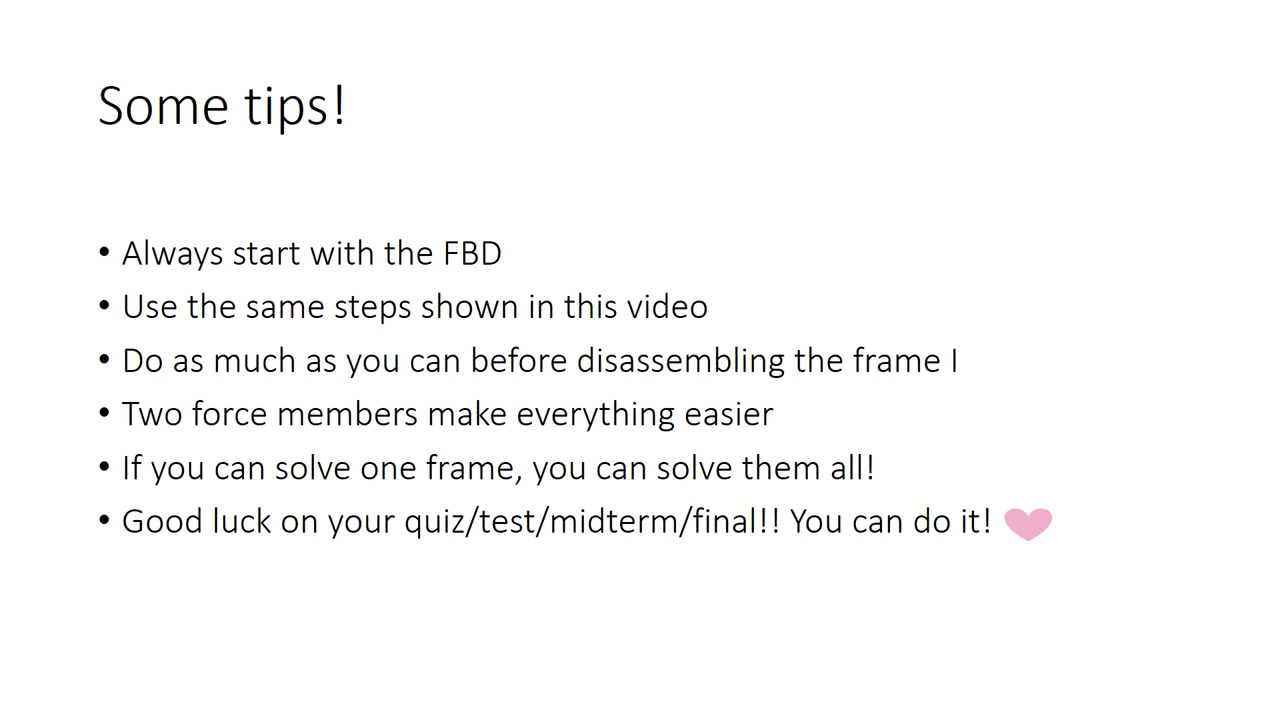 Some tips!
• Always start with the FBD
• Use the same steps shown in this video
• Do as much as you can before disassembling the frame I
• Two force members make everything easier
• If you can solve one frame, you can solve them all!
• Good luck on your quiz/test/midterm/final!! You can do it!